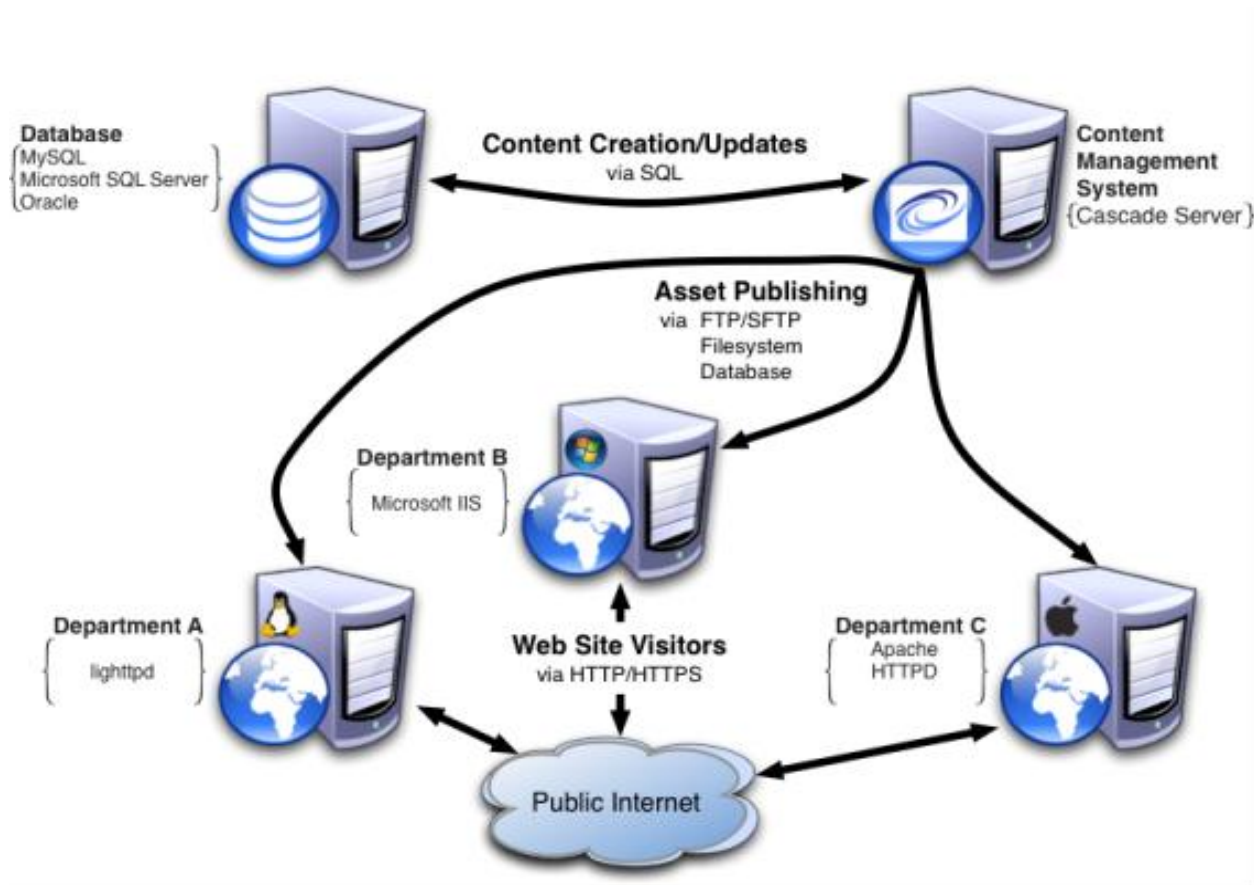 Database
MySQL
Microsoft SQL Server
Oracle
Content Creation/Updates
via SQL
Content
Management
System
{Cascade Server}
Asset Publishing
via FTP/SFTP
Filesystem
Database
Department B
Microsoft IIS
Department A
lighttpd
Web Site Visitors
via HTTP/HTTPS
Department C
Apache
HTTPD
Public Internet